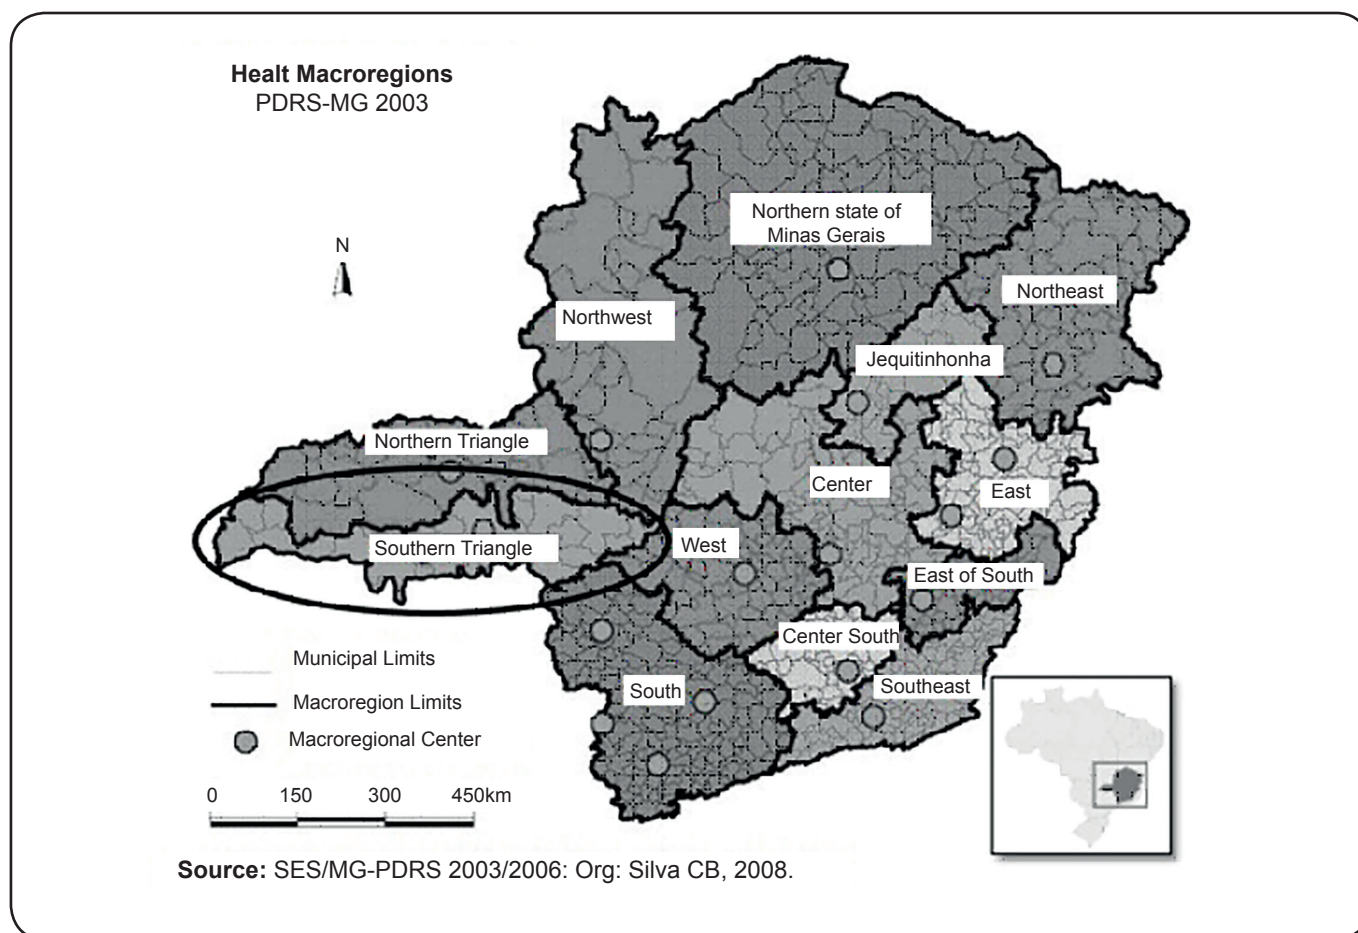 Healt Macroregions
PDRS-MG 2003
N
Northern state of
Minas Gerais
Northeast
Northwest
Jequitinhonha
Northern Triangle
Center
East
Southern Triangle
West
East of South
Center South
South
Southeast
Municipal Limits
Macroregion Limits
Macroregional Center
0 150 300 450km
Source: SES/MG-PDRS 2003/2006: Org: Silva CB, 2008.